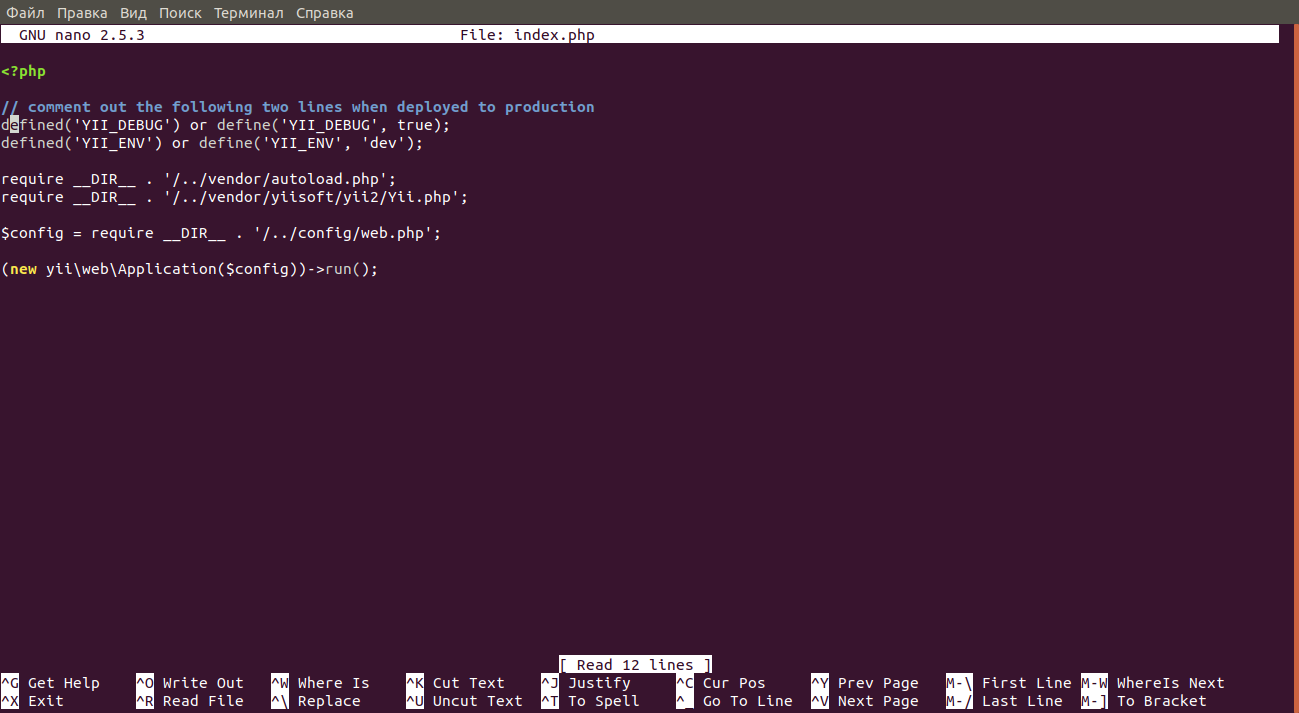 Файл Правка Вид Поиск Терминал Справка
GNU nano 2.5.3 File: index.php
<?php
// comment out the following two lines when deployed to production
defined('YII_DEBUG') or define('YII_DEBUG', true);
defined('YII_ENV') or define('YII_ENV', 'dev');
require __DIR__ . '/../vendor/autoload.php';
require __DIR__ . '/../vendor/yiisoft/yii2/Yii.php';
$config = require __DIR__ . '/../config/web.php';
(new yii\web\Application($config))->run();
[ Read 12 lines ]
^G Get Help ^O Write Out ^W Where Is ^K Cut Text ^J Justify ^C Cur Pos ^Y Prev Page M-\ First Line M-W WhereIs Next
^X Exit ^R Read File ^\ Replace ^U Uncut Text ^T To Spell ^_ Go To Line ^V Next Page M-/ Last Line M-] To Bracket